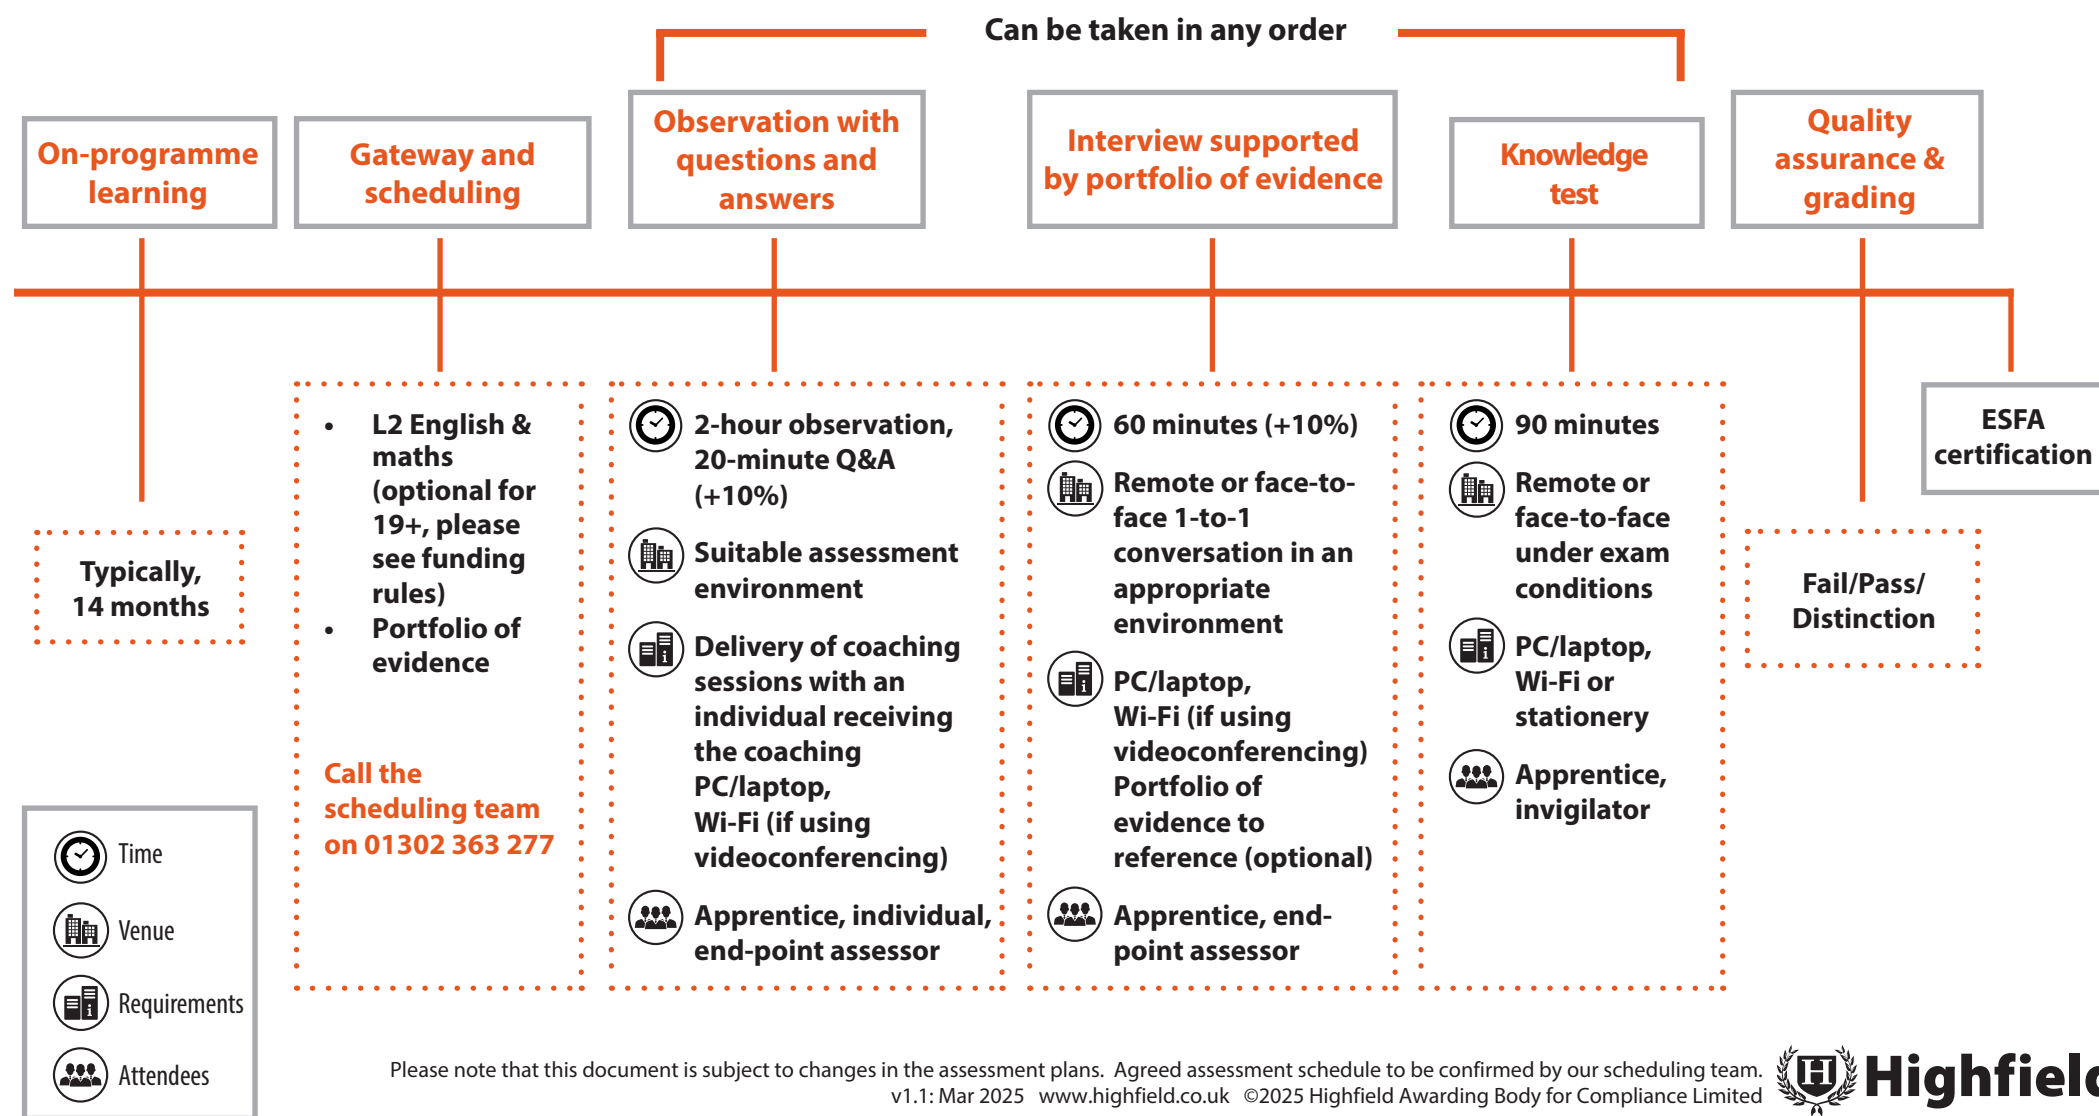 Can be taken in any order
On-programme
learning
Gateway and
scheduling
Observation with
questions and
answers
Interview supported
by portfolio of evidence
Knowledge
test
Quality
assurance &
grading
Typically,
14 months
• L2 English &
maths
(optional for
19+, please
see funding
rules)
• Portfolio of
evidence
Call the
scheduling team
on 01302 363 277
2-hour observation,
20-minute Q&A
(+10%)
Suitable assessment
environment
Delivery of coaching
sessions with an
individual receiving
the coaching
PC/laptop,
Wi-Fi (if using
videoconferencing)
Apprentice, individual,
end-point assessor
60 minutes (+10%)
Remote or face-to-
face 1-to-1
conversation in an
appropriate
environment
PC/laptop,
Wi-Fi (if using
videoconferencing)
Portfolio of
evidence to
reference (optional)
Apprentice, end-
point assessor
90 minutes
Remote or
face-to-face
under exam
conditions
PC/laptop,
Wi-Fi or
stationery
Apprentice,
invigilator
Fail/Pass/
Distinction
ESFA
certification
Time
Venue
Requirements
Attendees
Please note that this document is subject to changes in the assessment plans.  Agreed assessment schedule to be confirmed by our scheduling team.
v1.1: Mar 2025   www.highfield.co.uk   ©2025 Highfield Awarding Body for Compliance Limited
H Highfield